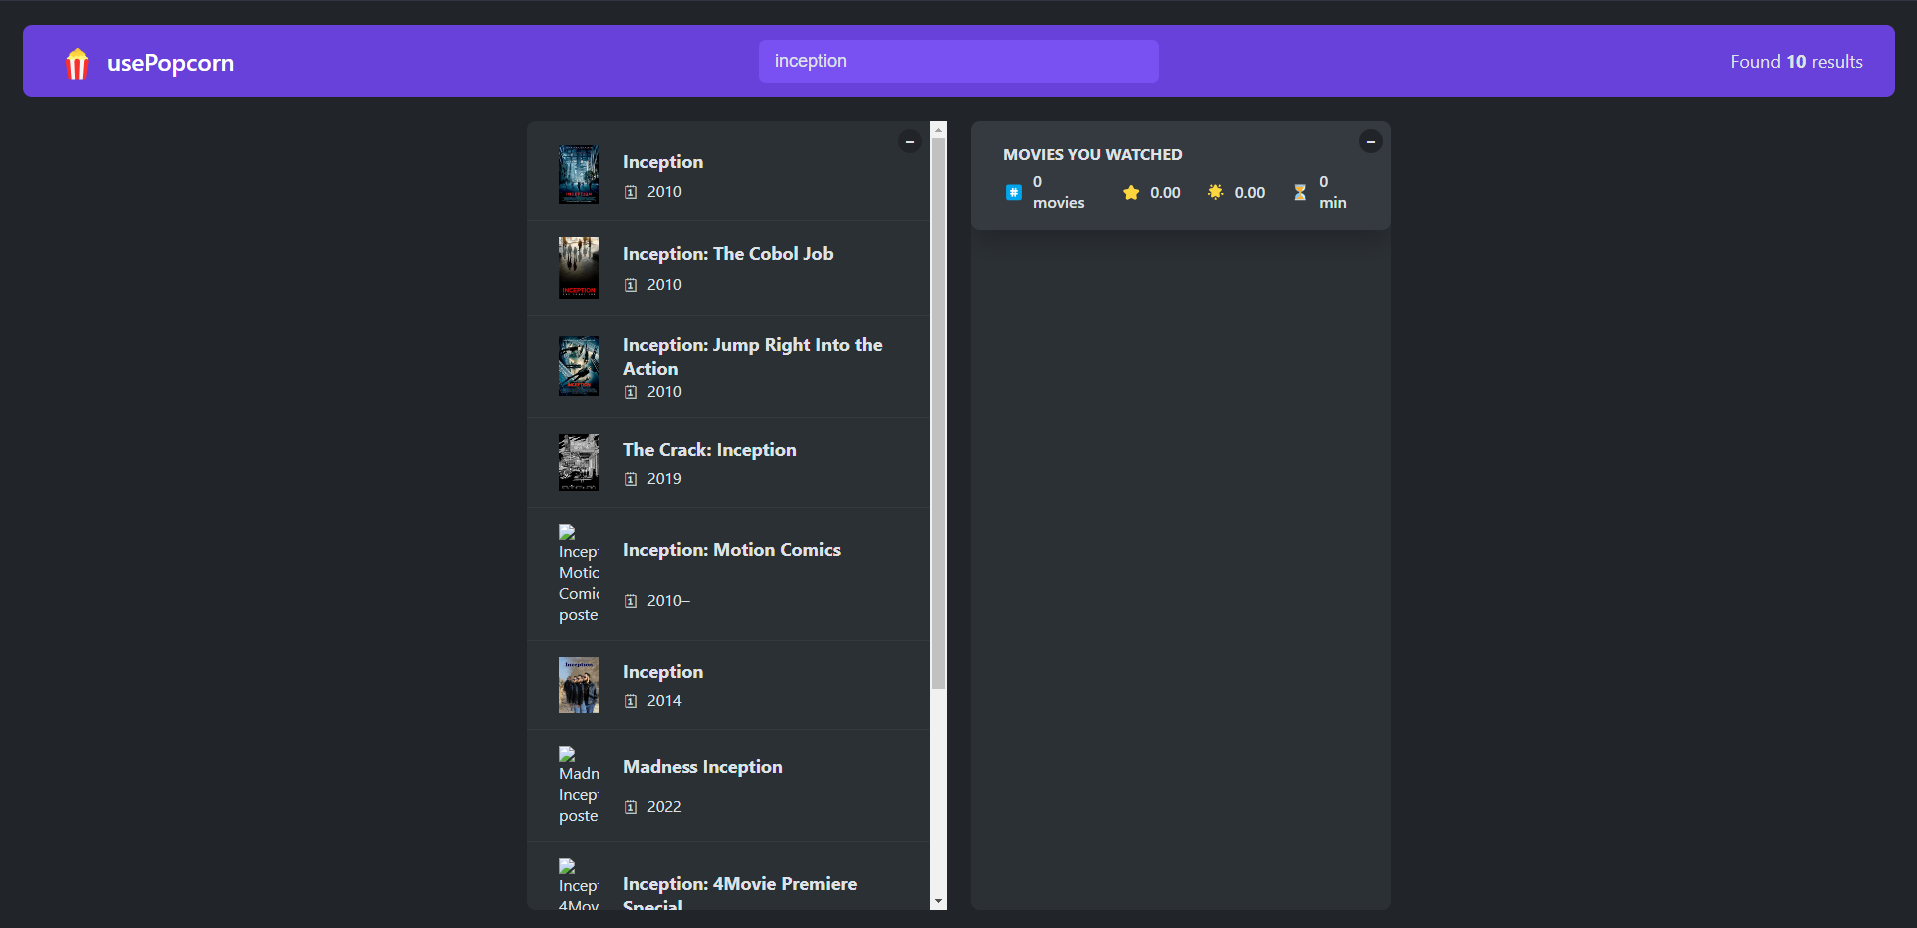 usePopcorn
inception
Found 10 results
Inception
2010
Inception: The Cobol Job
2010
Inception: Jump Right Into the
Action
2010
The Crack: Inception
2019
Incep
Motio
Comic
poste
Inception: Motion Comics
2010–
Inception
2014
Madn
Incep
poste
Madness Inception
2022
Incep
4Mov
Inception: 4Movie Premiere
Special
MOVIES YOU WATCHED
0
movies
0.00
0.00
0
min